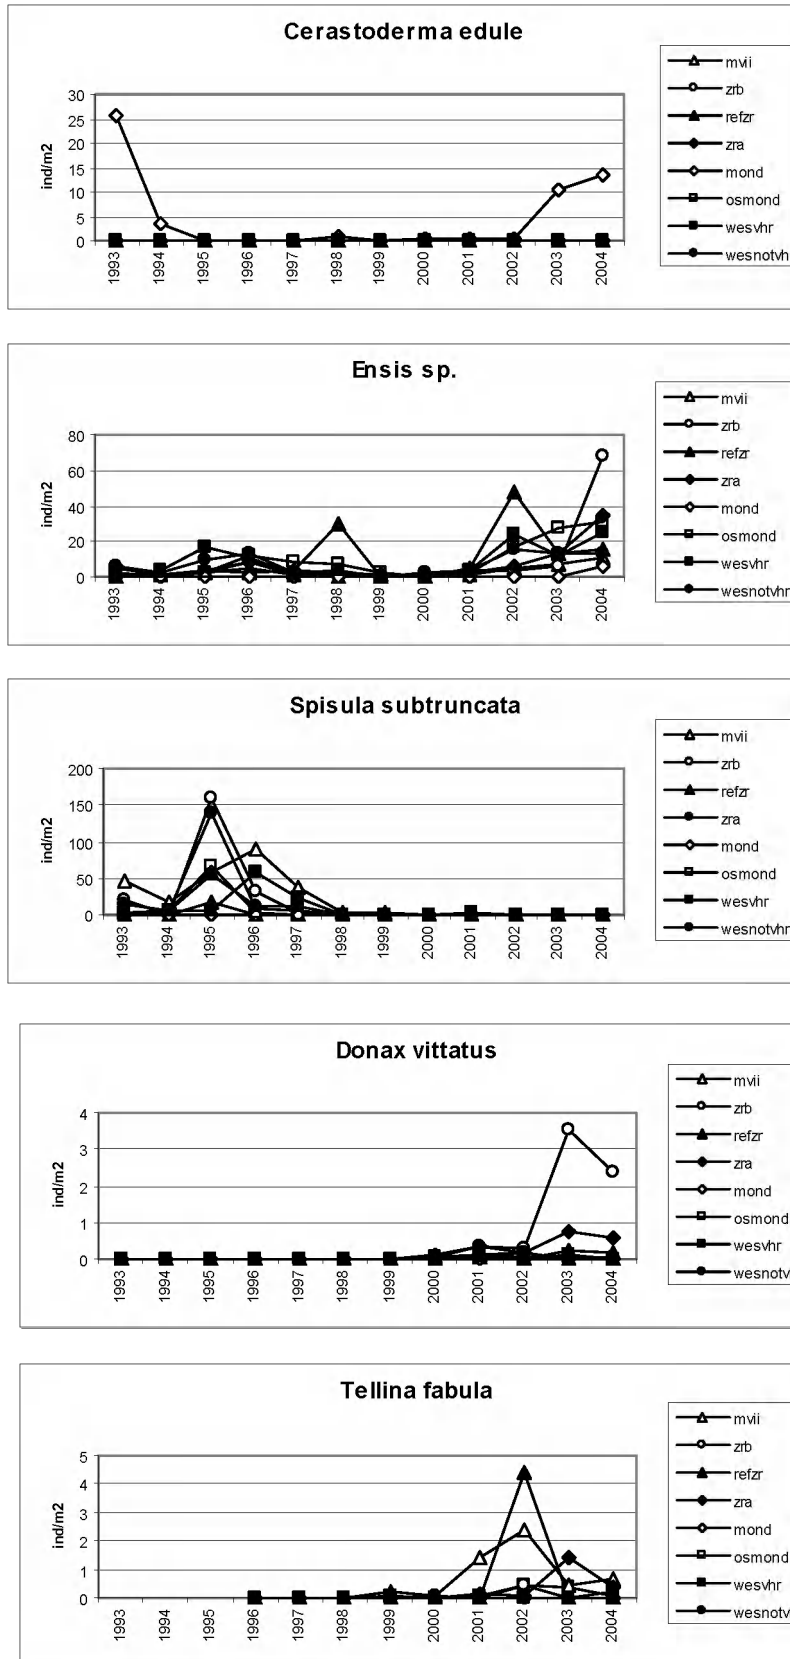 Cerastoderma edule
ind/m2
30
25
20
15
10
5
0
1993
1994
1995
1996
1997
1998
1999
2000
2001
2002
2003
2004
mvii
zrb
refzr
zra
mond
osmond
wesvhr
wesnotvh
Ensis sp.
ind/m2
80
60
40
20
0
1993
1994
1995
1996
1997
1998
1999
2000
2001
2002
2003
2004
mvii
zrb
refzr
zra
mond
osmond
wesvhr
wesnotvhr
Spisula subtruncata
ind/m2
200
150
100
50
0
1993
1994
1995
1996
1997
1998
1999
2000
2001
2002
2003
2004
mvii
zrb
refzr
zra
mond
osmond
wesvhr
wesnotvhr
Donax vittatus
ind/m2
4
3
2
1
0
1993
1994
1995
1996
1997
1998
1999
2000
2001
2002
2003
2004
mvii
zrb
refzr
zra
mond
osmond
wesvhr
wesnotv
Tellina fabula
ind/m2
5
4
3
2
1
0
1993
1994
1995
1996
1997
1998
1999
2000
2001
2002
2003
2004
mvii
zrb
refzr
zra
mond
osmond
wesvhr
wesnotv